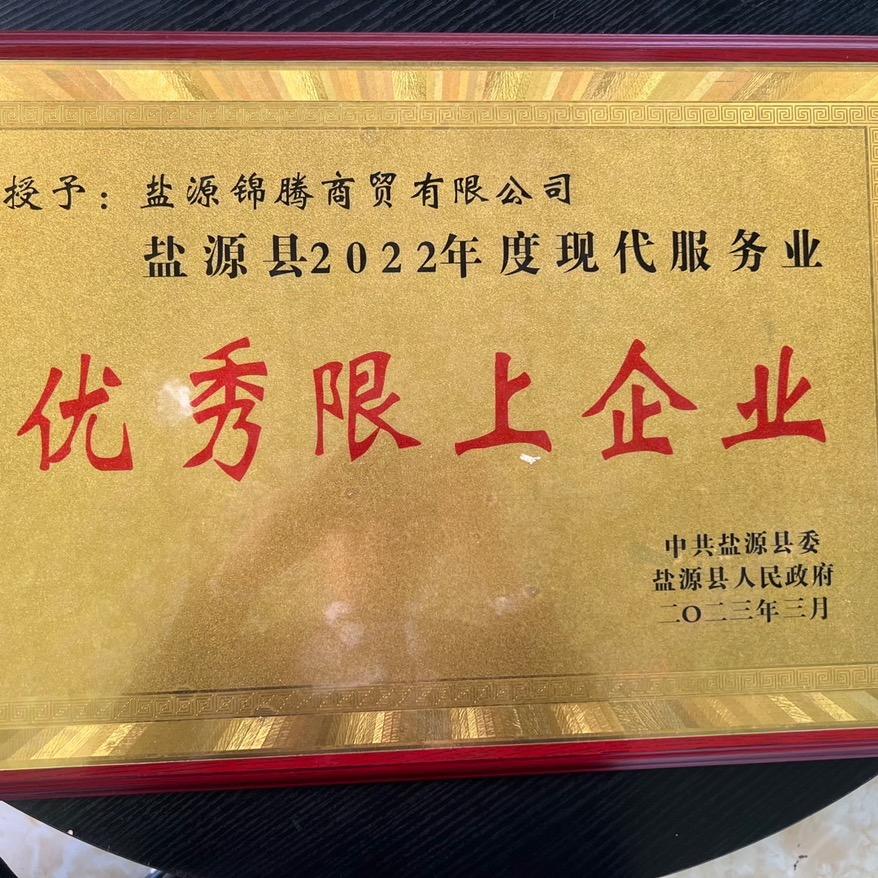 授予：盐源锦腾商贸有限公司
盐源县2022年度现代服务业
优秀限上企业
中共盐源县委
盐源县人民政府
二〇二三年三月